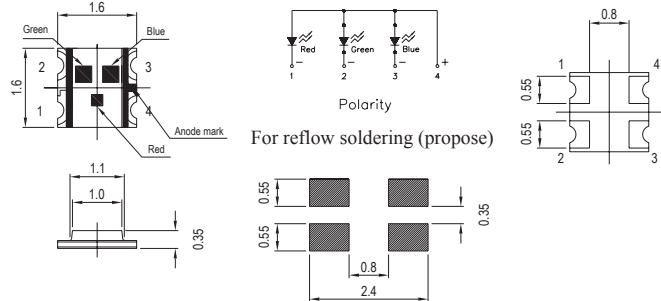 1.6
Green
Blue
1.6
2
3
1
4
Anode mark
Red
Red
Green
Blue
− − − +
1 2 3 4
Polarity
For reflow soldering (propose)
0.8
1 4
0.55
0.55
2 3
1.1
1.0
0.35
0.55
0.55
0.35
0.8
2.4